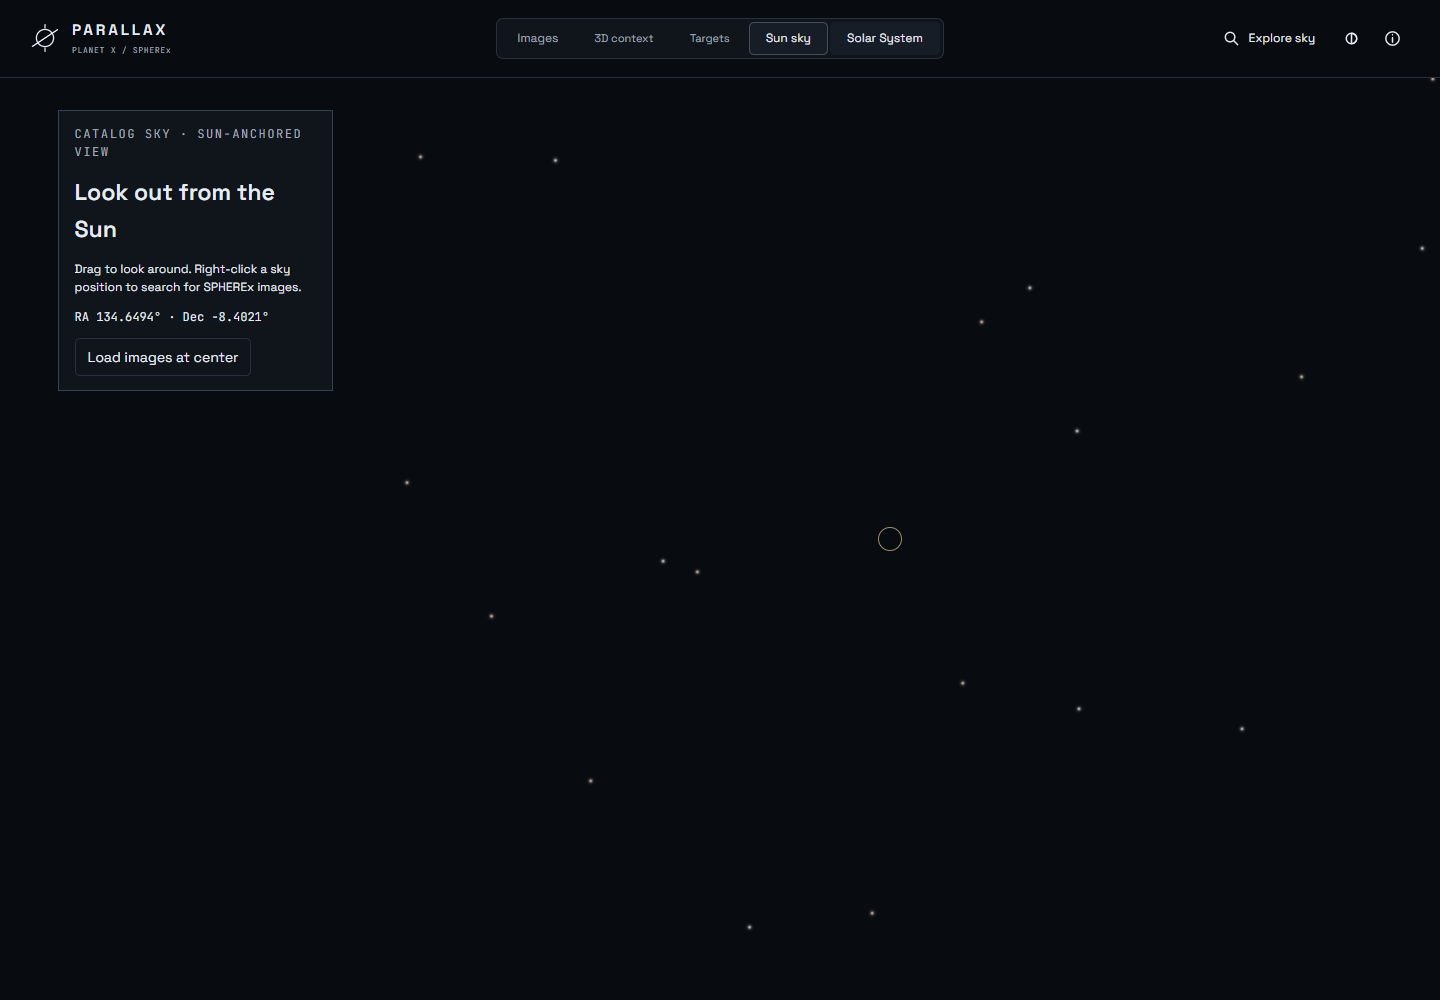 PARALLAX
PLANET X / SPHEREx
Images
3D context
Targets
Sun sky
Solar System
Explore sky
CATALOG SKY · SUN-ANCHORED
VIEW
Look out from the
Sun
Drag to look around. Right-click a sky
position to search for SPHEREx images.
RA 134.6494° · Dec -8.4021°
Load images at center